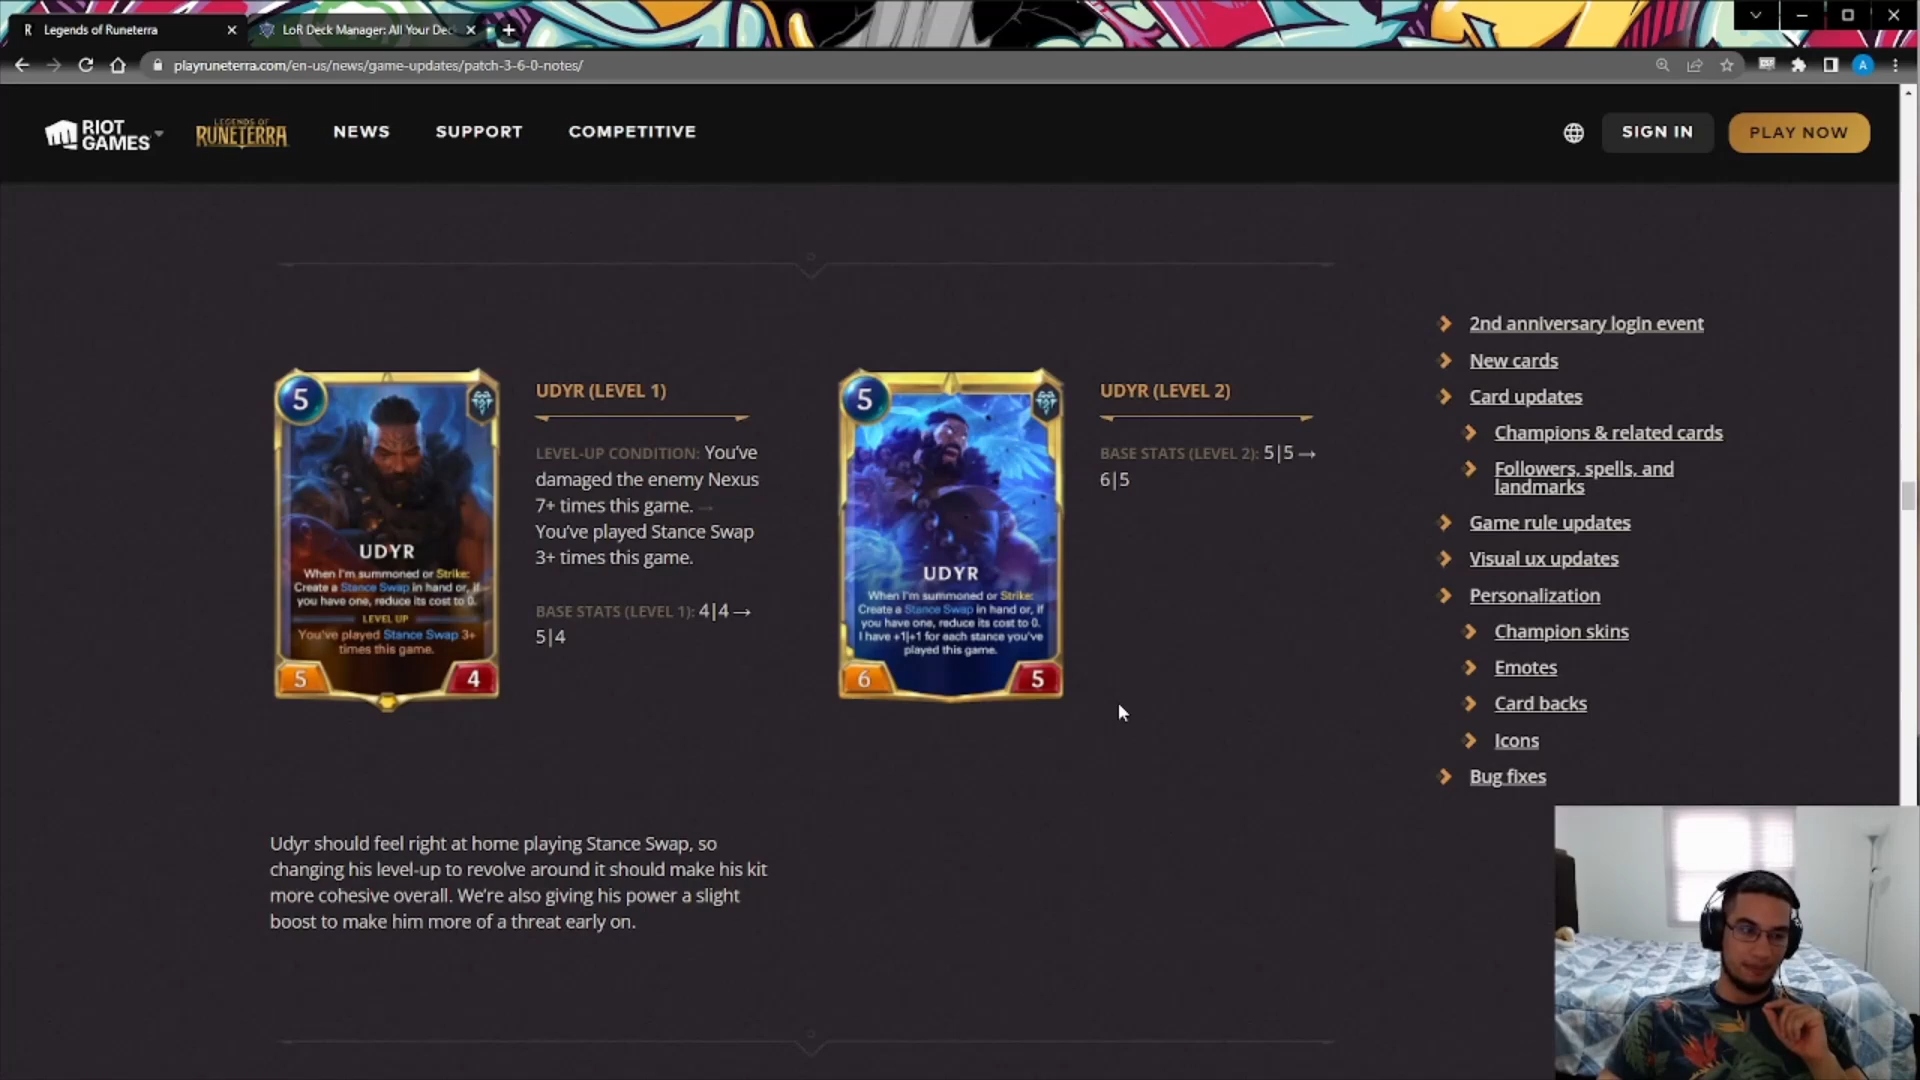 Legends of Runeterra
LoR Deck Manager: All Your Dec
playruneterra.com/en-us/news/game-updates/patch-3-6-0-notes/
A
RIOT GAMES
LEGENDS OF RUNETERRA
NEWS
SUPPORT
COMPETITIVE
SIGN IN
PLAY NOW
5
UDYR
When I'm summoned or Strike:
Create a Stance Swap in hand or, if
you have one, reduce its cost to 0.
LEVEL UP
You've played Stance Swap 3+
times this game.
5
4
UDYR (LEVEL 1)
LEVEL-UP CONDITION: You've
damaged the enemy Nexus
7+ times this game. →
You've played Stance Swap
3+ times this game.
BASE STATS (LEVEL 1): 4|4 →
5|4
5
UDYR
When I'm summoned or Strike:
Create a Stance Swap in hand or, if
you have one, reduce its cost to 0.
I have +1|+1 for each stance you've
played this game.
6
5
UDYR (LEVEL 2)
BASE STATS (LEVEL 2): 5|5 →
6|5
Udyr should feel right at home playing Stance Swap, so
changing his level-up to revolve around it should make his kit
more cohesive overall. We're also giving his power a slight
boost to make him more of a threat early on.
2nd anniversary login event
New cards
Card updates
Champions & related cards
Followers, spells, and
landmarks
Game rule updates
Visual ux updates
Personalization
Champion skins
Emotes
Card backs
Icons
Bug fixes